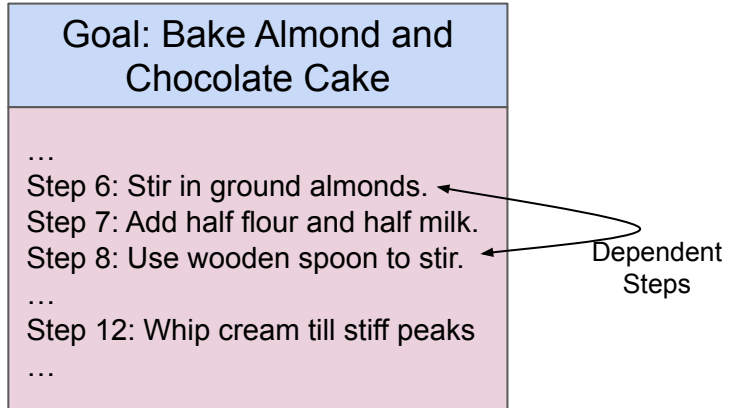 Goal: Bake Almond and
Chocolate Cake
…
Step 6: Stir in ground almonds.
Step 7: Add half flour and half milk.
Step 8: Use wooden spoon to stir.
…
Step 12: Whip cream till stiff peaks
…
Dependent
Steps